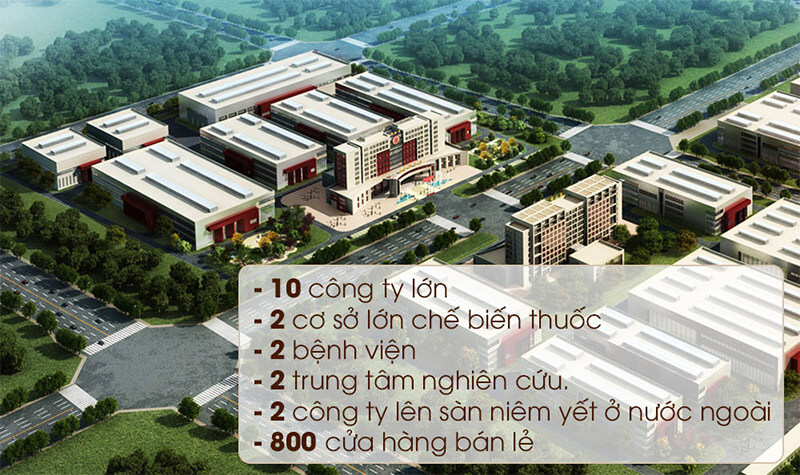 - 10 công ty lớn
- 2 cơ sở lớn chế biến thuốc
- 2 bệnh viện
- 2 trung tâm nghiên cứu.
- 2 công ty lên sàn niêm yết ở nước ngoài
- 800 cửa hàng bán lẻ